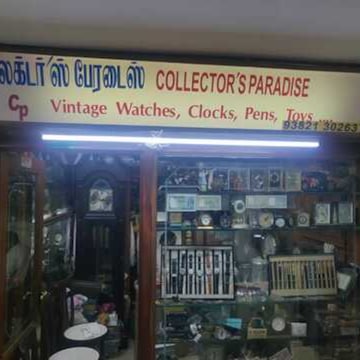 லக்டர்'ஸ் பேரடைஸ் COLLECTOR'S PARADISE
CP Vintage Watches, Clocks, Pens, Toys ....
93821 30263